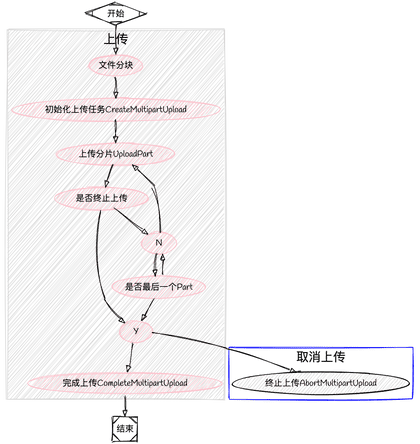 开始
上传
文件分块
初始化上传任务CreateMultipartUpload
上传分片UploadPart
是否终止上传
N
是否最后一个Part
Y
取消上传
完成上传CompleteMultipartUpload
终止上传AbortMultipartUpload
结束